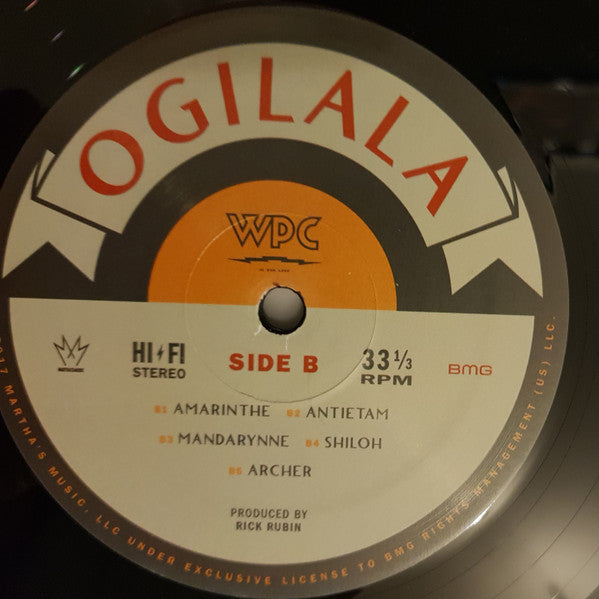 OGILALA
WPC
HI FI
STEREO
SIDE B
33 1/3
RPM
BMG
B1 AMARINTHE B2 ANTIETAM
B3 MANDARYNNE B4 SHILOH
B5 ARCHER
PRODUCED BY
RICK RUBIN
2017 MARTHA'S MUSIC, LLC UNDER EXCLUSIVE LICENSE TO BMG RIGHTS MANAGEMENT (US) LLC.